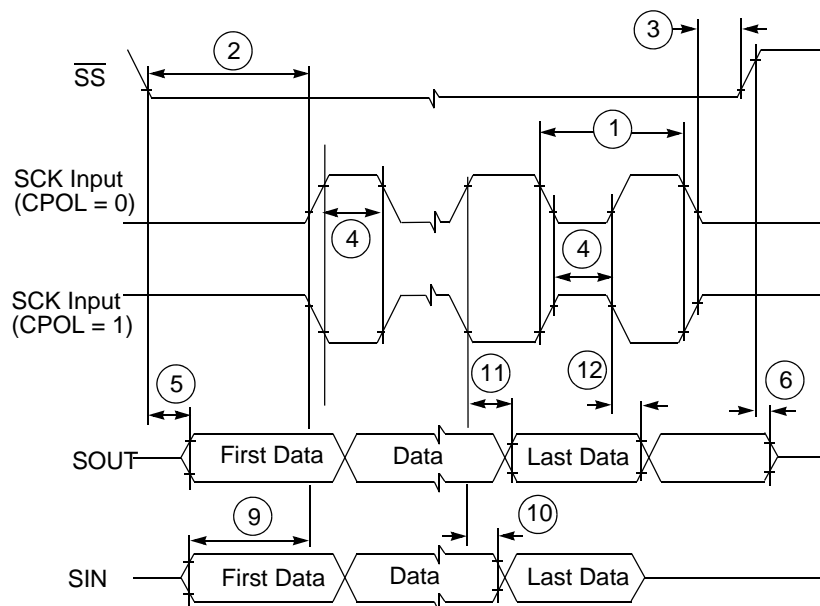 2
3
SS
1
SCK Input
(CPOL = 0)
4
4
SCK Input
(CPOL = 1)
5
11
12
6
SOUT
First Data
Data
Last Data
9
10
SIN
First Data
Data
Last Data